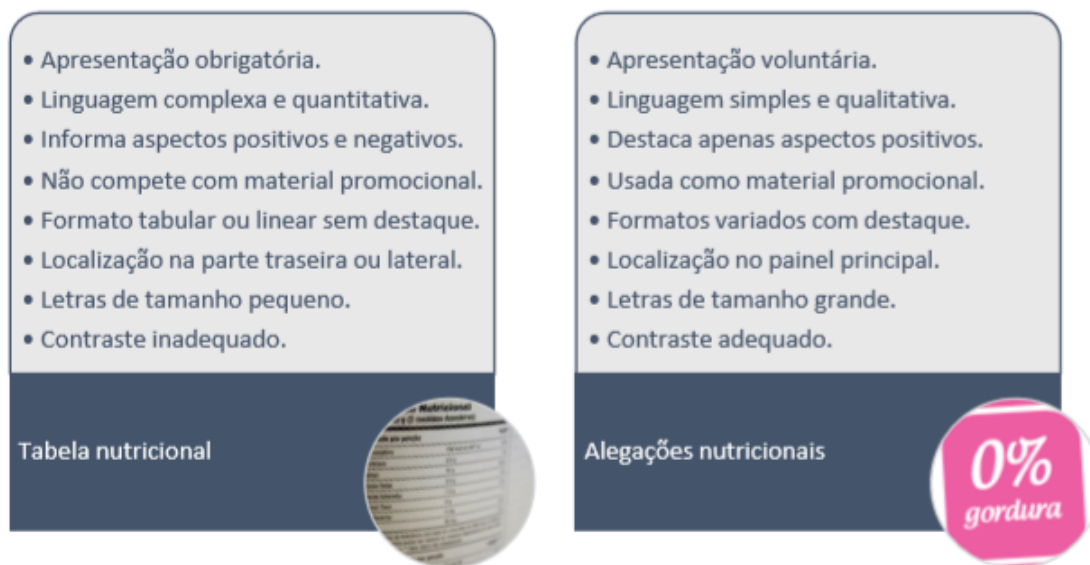 • Apresentação obrigatória.
• Linguagem complexa e quantitativa.
• Informa aspectos positivos e negativos.
• Não compete com material promocional.
• Formato tabular ou linear sem destaque.
• Localização na parte traseira ou lateral.
• Letras de tamanho pequeno.
• Contraste inadequado.
Tabela nutricional
Nutricional
• Apresentação voluntária.
• Linguagem simples e qualitativa.
• Destaca apenas aspectos positivos.
• Usada como material promocional.
• Formatos variados com destaque.
• Localização no painel principal.
• Letras de tamanho grande.
• Contraste adequado.
Alegações nutricionais
0%
gordura